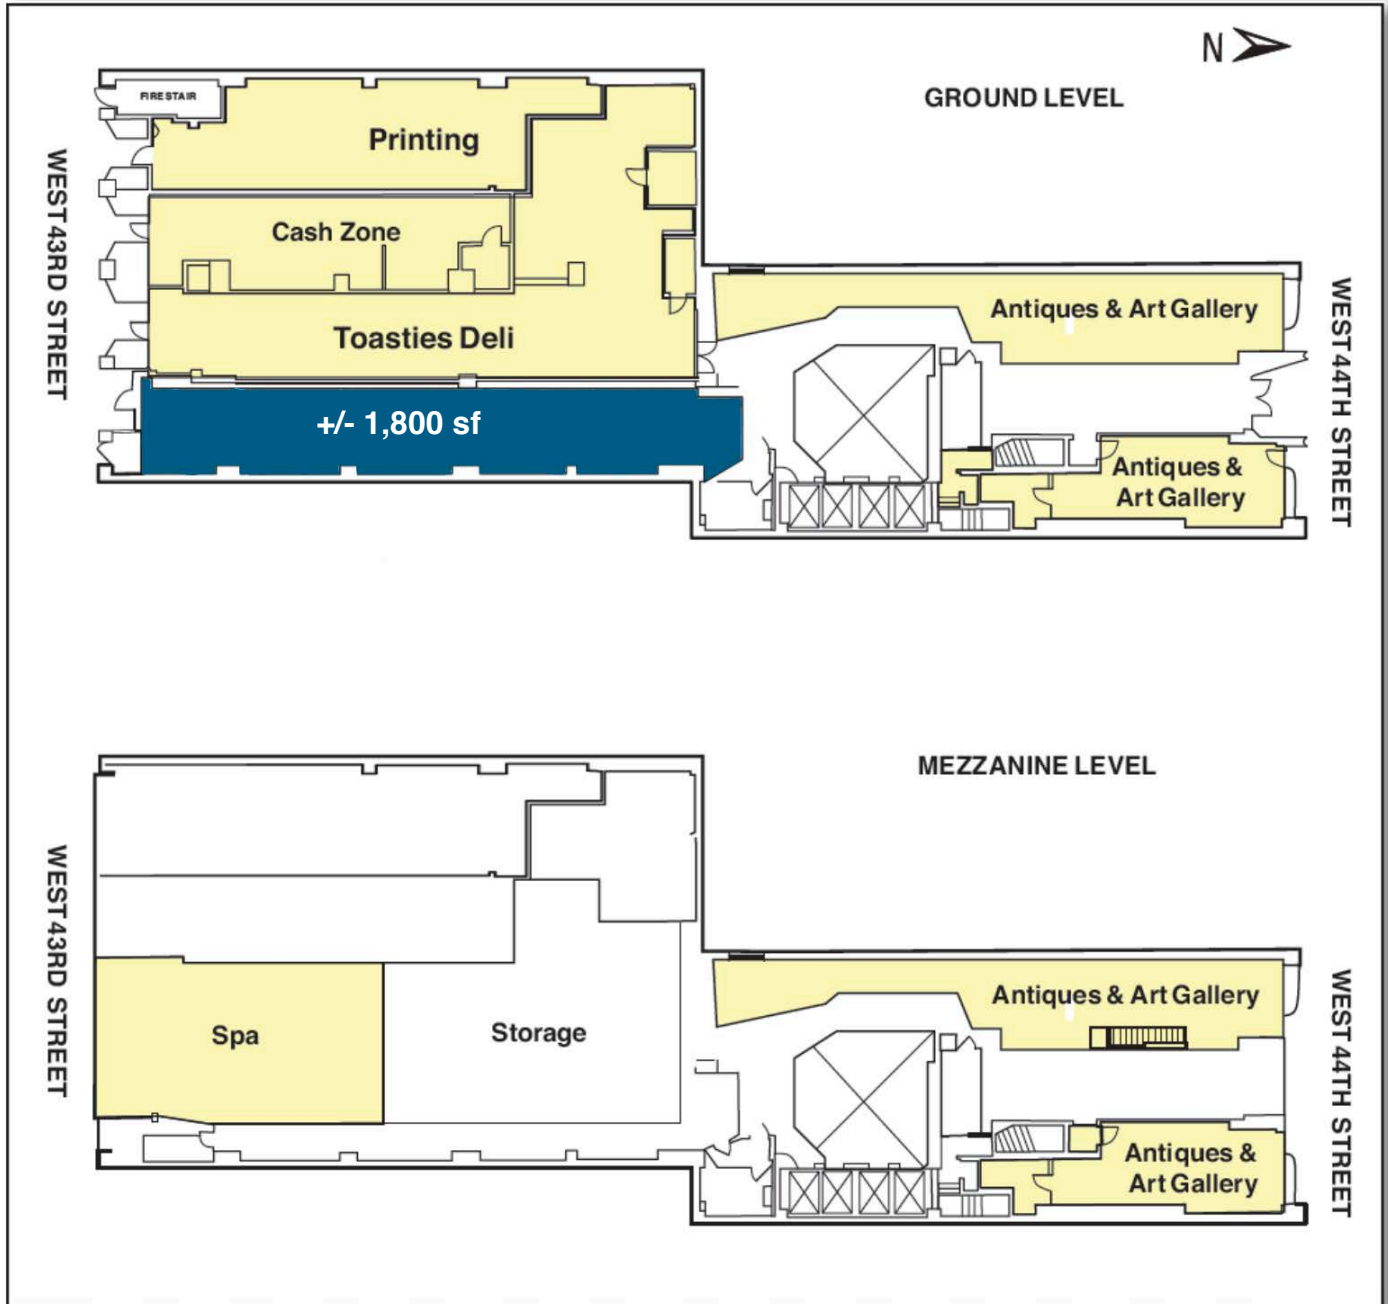 N
GROUND LEVEL
FIRE STAIR
Printing
WEST 43RD STREET
Cash Zone
Antiques & Art Gallery
WEST 44TH STREET
Toasties Deli
+/- 1,800 sf
Antiques &
Art Gallery
MEZZANINE LEVEL
WEST 43RD STREET
Antiques & Art Gallery
WEST 44TH STREET
Spa
Storage
Antiques &
Art Gallery